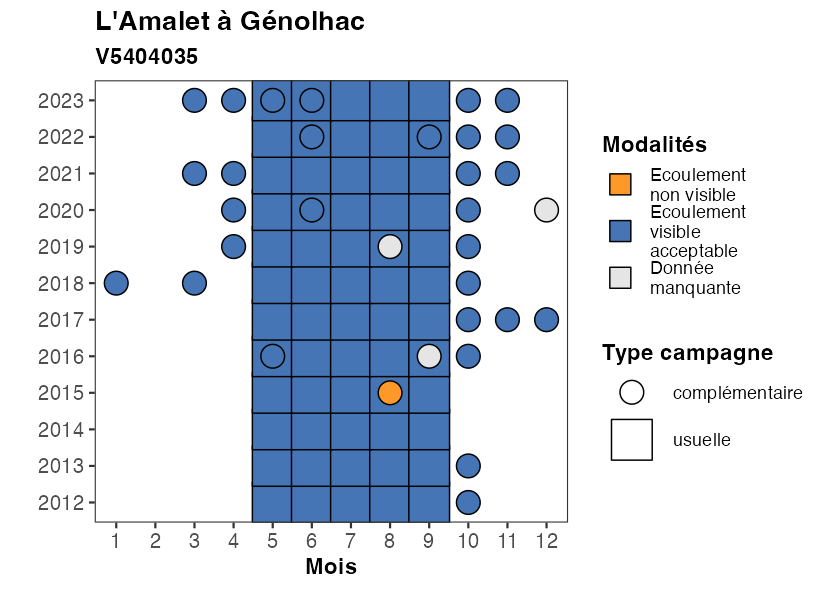 L'Amalet à Génolhac
V5404035
2023
2022
2021
2020
2019
2018
2017
2016
2015
2014
2013
2012
1 2 3 4 5 6 7 8 9 10 11 12
Mois
Modalités
Ecoulement
non visible
Ecoulement
visible
acceptable
Donnée
manquante
Type campagne
complémentaire
usuelle